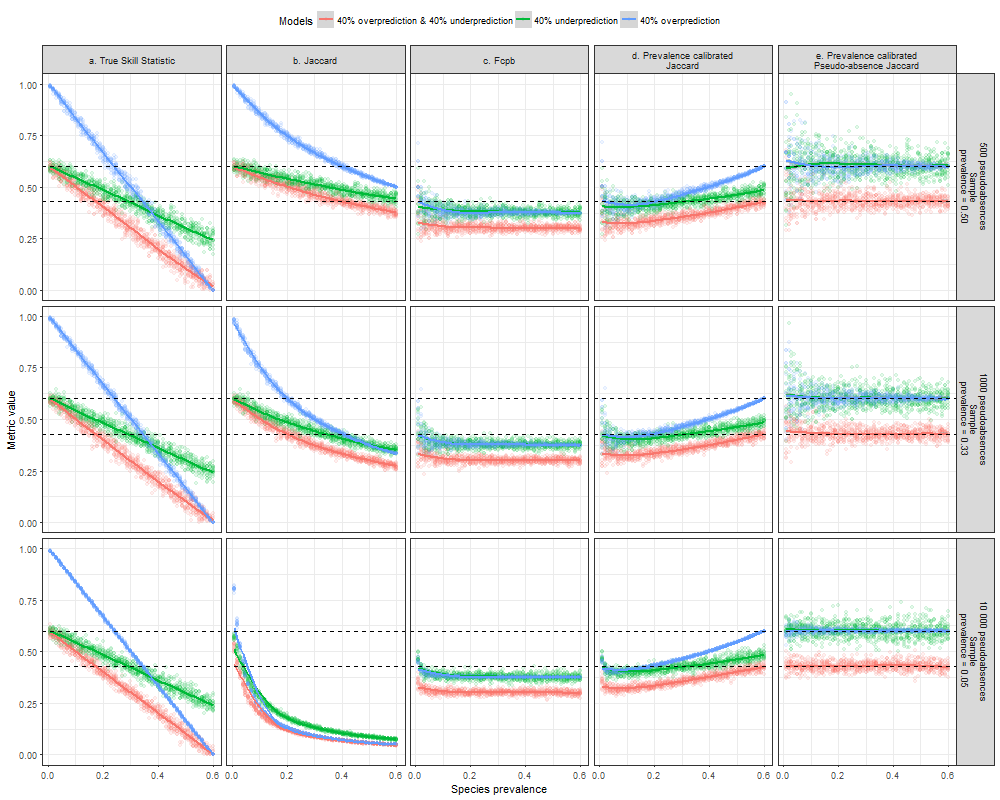 Models 40% overprediction & 40% underprediction 40% underprediction 40% overprediction
a. True Skill Statistic
b. Jaccard
c. Fcpb
d. Prevalence calibrated
Jaccard
e. Prevalence calibrated
Pseudo-absence Jaccard
1.00
0.75
0.50
0.25
0.00
500 pseudoabsences
Sample
prevalence = 0.50
1.00
0.75
0.50
0.25
0.00
1000 pseudoabsences
Sample
prevalence = 0.33
1.00
0.75
0.50
0.25
0.00
10 000 pseudoabsences
Sample
prevalence = 0.05
Metric value
0.0 0.2 0.4 0.6 0.0 0.2 0.4 0.6 0.0 0.2 0.4 0.6 0.0 0.2 0.4 0.6 0.0 0.2 0.4 0.6
Species prevalence